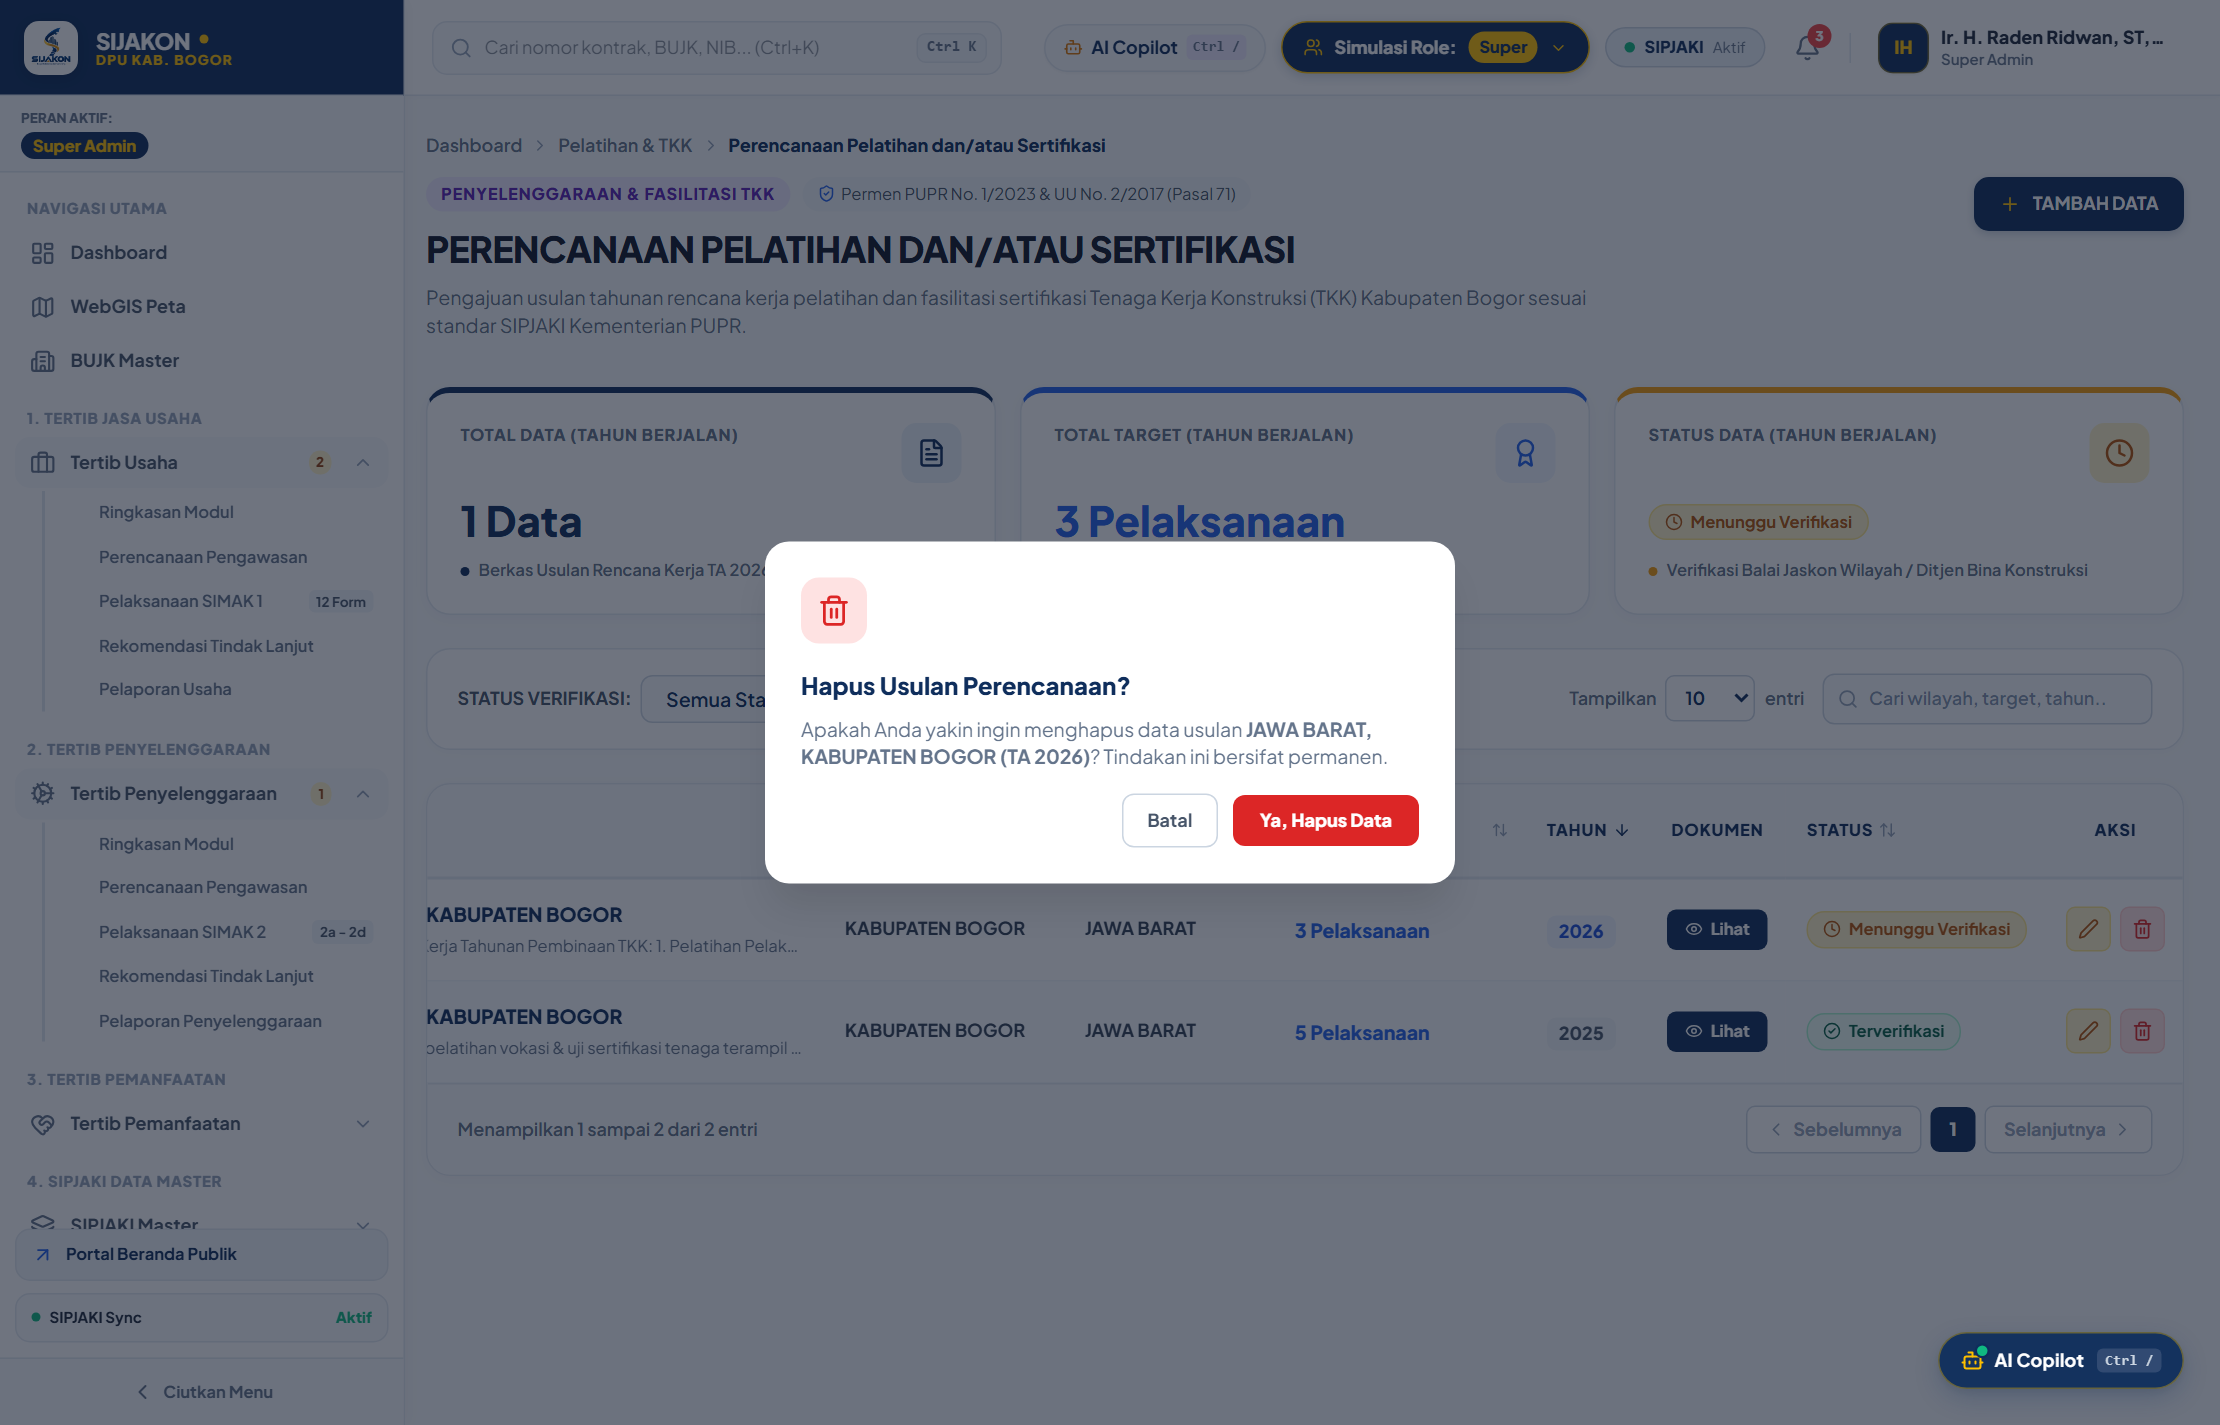 SIJAKON
SIJAKON
DPU KAB. BOGOR
Cari nomor kontrak, BUJK, NIB... (Ctrl+K)
Ctrl K
AI Copilot
Ctrl /
Simulasi Role:
Super
SIPJAKI Aktif
3
IH
Ir. H. Raden Ridwan, ST,...
Super Admin
PERAN AKTIF:
Super Admin
NAVIGASI UTAMA
Dashboard
WebGIS Peta
BUJK Master
1. TERTIB JASA USAHA
Tertib Usaha
2
Ringkasan Modul
Perencanaan Pengawasan
Pelaksanaan SIMAK 1
12 Form
Rekomendasi Tindak Lanjut
Pelaporan Usaha
2. TERTIB PENYELENGGARAAN
Tertib Penyelenggaraan
1
Ringkasan Modul
Perencanaan Pengawasan
Pelaksanaan SIMAK 2
2a - 2d
Rekomendasi Tindak Lanjut
Pelaporan Penyelenggaraan
3. TERTIB PEMANFAATAN
Tertib Pemanfaatan
4. SIPJAKI DATA MASTER
SIPJAKI Master
Portal Beranda Publik
SIPJAKI Sync
Aktif
Ciutkan Menu
Dashboard
Pelatihan & TKK
Perencanaan Pelatihan dan/atau Sertifikasi
PENYELENGGARAAN & FASILITASI TKK
Permen PUPR No. 1/2023 & UU No. 2/2017 (Pasal 71)
TAMBAH DATA
PERENCANAAN PELATIHAN DAN/ATAU SERTIFIKASI
Pengajuan usulan tahunan rencana kerja pelatihan dan fasilitasi sertifikasi Tenaga Kerja Konstruksi (TKK) Kabupaten Bogor sesuai
standar SIPJAKI Kementerian PUPR.
TOTAL DATA (TAHUN BERJALAN)
1 Data
Berkas Usulan Rencana Kerja TA 2026
TOTAL TARGET (TAHUN BERJALAN)
3 Pelaksanaan
STATUS DATA (TAHUN BERJALAN)
Menunggu Verifikasi
Verifikasi Balai Jaskon Wilayah / Ditjen Bina Konstruksi
STATUS VERIFIKASI:
Semua Sta
Tampilkan
10
entri
Cari wilayah, target, tahun..
Hapus Usulan Perencanaan?
Apakah Anda yakin ingin menghapus data usulan JAWA BARAT,
KABUPATEN BOGOR (TA 2026)? Tindakan ini bersifat permanen.
Batal
Ya, Hapus Data
TAHUN
DOKUMEN
STATUS
AKSI
KABUPATEN BOGOR
erja Tahunan Pembinaan TKK: 1. Pelatihan Pelak...
KABUPATEN BOGOR
JAWA BARAT
3 Pelaksanaan
2026
Lihat
Menunggu Verifikasi
KABUPATEN BOGOR
pelatihan vokasi & uji sertifikasi tenaga terampil ...
KABUPATEN BOGOR
JAWA BARAT
5 Pelaksanaan
2025
Lihat
Terverifikasi
Menampilkan 1 sampai 2 dari 2 entri
Sebelumnya
1
Selanjutnya
AI Copilot
Ctrl /